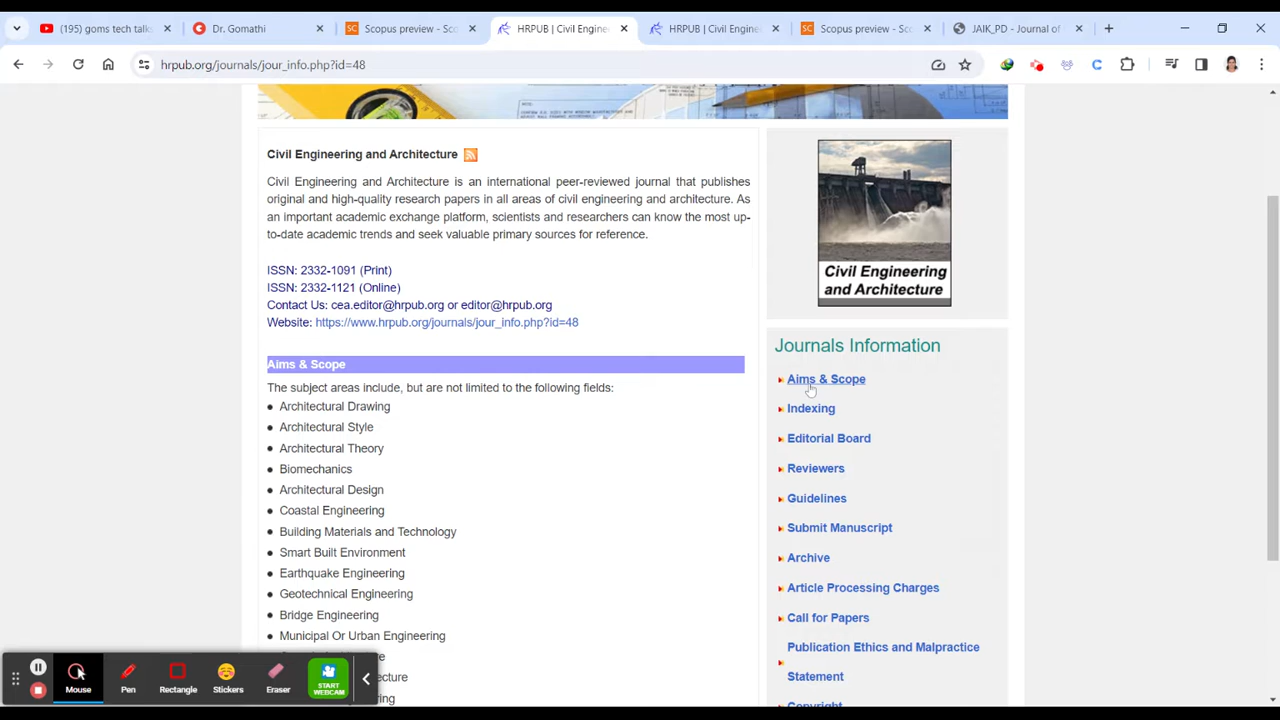 (195) goms tech talks
Dr. Gomathi
Scopus preview - Sco
HRPUB | Civil Engine
HRPUB | Civil Engine
Scopus preview - Sco
JAIK_PD - Journal of
hrpub.org/journals/jour_info.php?id=48
Civil Engineering and Architecture
Civil Engineering and Architecture is an international peer-reviewed journal that publishes
original and high-quality research papers in all areas of civil engineering and architecture. As
an important academic exchange platform, scientists and researchers can know the most up-
to-date academic trends and seek valuable primary sources for reference.
ISSN: 2332-1091 (Print)
ISSN: 2332-1121 (Online)
Contact Us: cea.editor@hrpub.org or editor@hrpub.org
Website: https://www.hrpub.org/journals/jour_info.php?id=48
Aims & Scope
The subject areas include, but are not limited to the following fields:
Architectural Drawing
Architectural Style
Architectural Theory
Biomechanics
Architectural Design
Coastal Engineering
Building Materials and Technology
Smart Built Environment
Earthquake Engineering
Geotechnical Engineering
Bridge Engineering
Municipal Or Urban Engineering
Civil Engineering
and Architecture
Journals Information
Aims & Scope
Indexing
Editorial Board
Reviewers
Guidelines
Submit Manuscript
Archive
Article Processing Charges
Call for Papers
Publication Ethics and Malpractice
Statement
Copyright
Mouse
Pen
Rectangle
Stickers
Eraser
START
WEBCAM